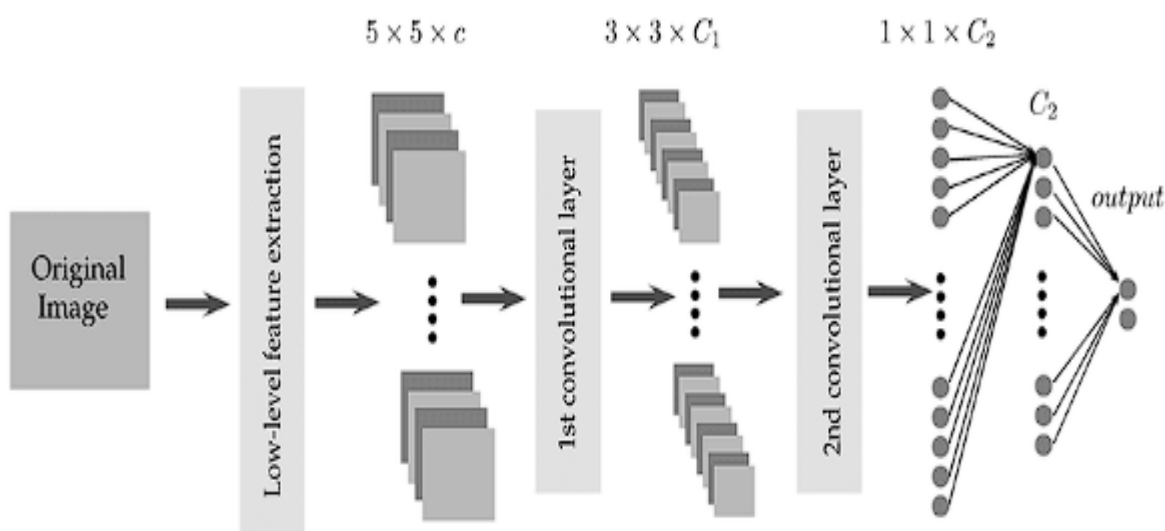 5 × 5 × c
3 × 3 × C₁
1 × 1 × C₂
C₂
output
Original
Image
Low-level feature extraction
1st convolutional layer
2nd convolutional layer